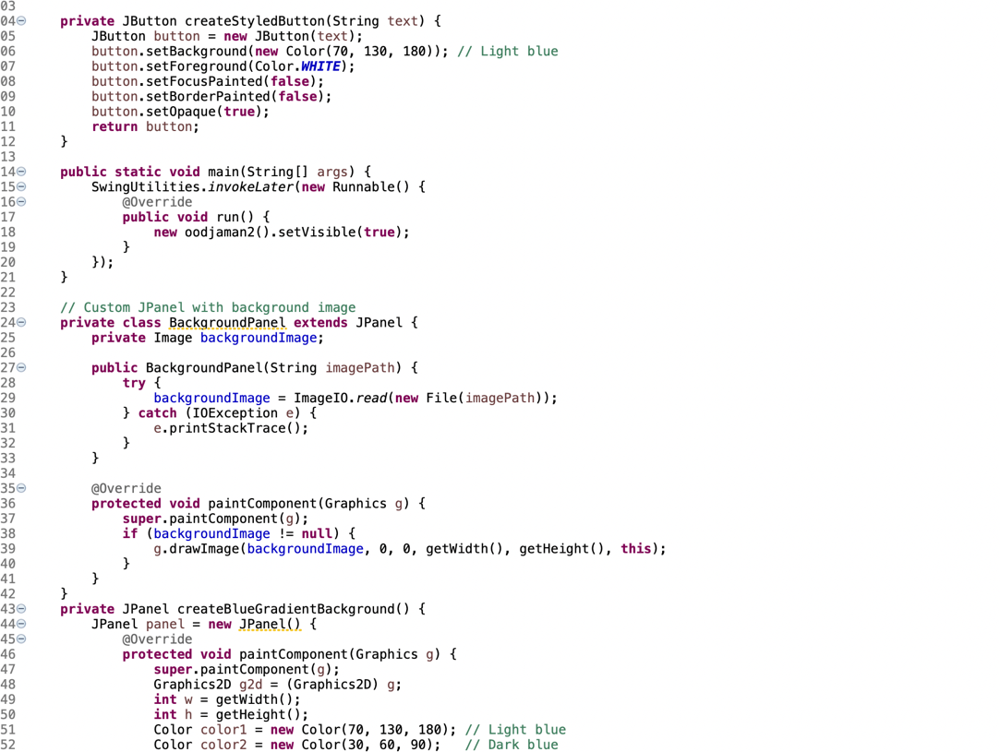 03
04    private JButton createStyledButton(String text) {
05        JButton button = new JButton(text);
06        button.setBackground(new Color(70, 130, 180)); // Light blue
07        button.setForeground(Color.WHITE);
08        button.setFocusPainted(false);
09        button.setBorderPainted(false);
10        button.setOpaque(true);
11        return button;
12    }
13
14    public static void main(String[] args) {
15        SwingUtilities.invokeLater(new Runnable() {
16            @Override
17            public void run() {
18                new oodjaman2().setVisible(true);
19            }
20        });
21    }
22
23    // Custom JPanel with background image
24    private class BackgroundPanel extends JPanel {
25        private Image backgroundImage;
26
27        public BackgroundPanel(String imagePath) {
28            try {
29                backgroundImage = ImageIO.read(new File(imagePath));
30            } catch (IOException e) {
31                e.printStackTrace();
32            }
33        }
34
35        @Override
36        protected void paintComponent(Graphics g) {
37            super.paintComponent(g);
38            if (backgroundImage != null) {
39                g.drawImage(backgroundImage, 0, 0, getWidth(), getHeight(), this);
40            }
41        }
42    }
43    private JPanel createBlueGradientBackground() {
44        JPanel panel = new JPanel() {
45            @Override
46            protected void paintComponent(Graphics g) {
47                super.paintComponent(g);
48                Graphics2D g2d = (Graphics2D) g;
49                int w = getWidth();
50                int h = getHeight();
51                Color color1 = new Color(70, 130, 180); // Light blue
52                Color color2 = new Color(30, 60, 90);   // Dark blue